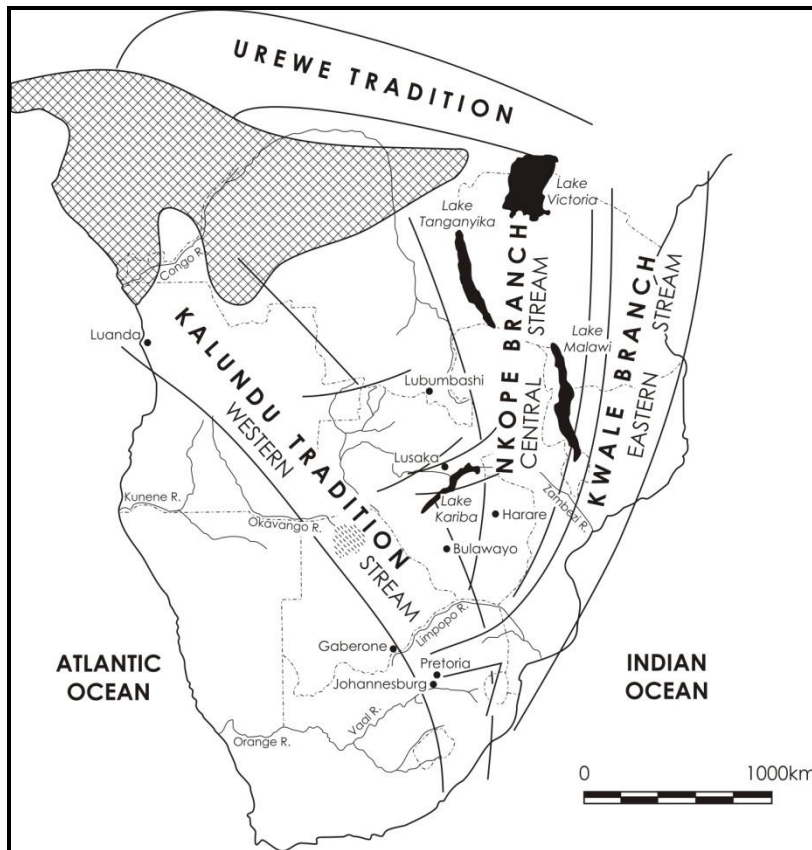 UREWE TRADITION
Lake
Victoria
Lake
Tanganyika
Congo R.
NKOPE BRANCH
CENTRAL STREAM
KWALE BRANCH
EASTERN STREAM
Luanda
KALUNDU TRADITION
WESTERN STREAM
Lake
Malawi
Lubumbashi
Lusaka
Lake
Kariba
Zambezi R.
Kunene R.
Okavango R.
Harare
Bulawayo
Limpopo R.
Gaberone
ATLANTIC
OCEAN
Pretoria
Johannesburg
INDIAN
OCEAN
Vaal R.
Orange R.
0 1000km